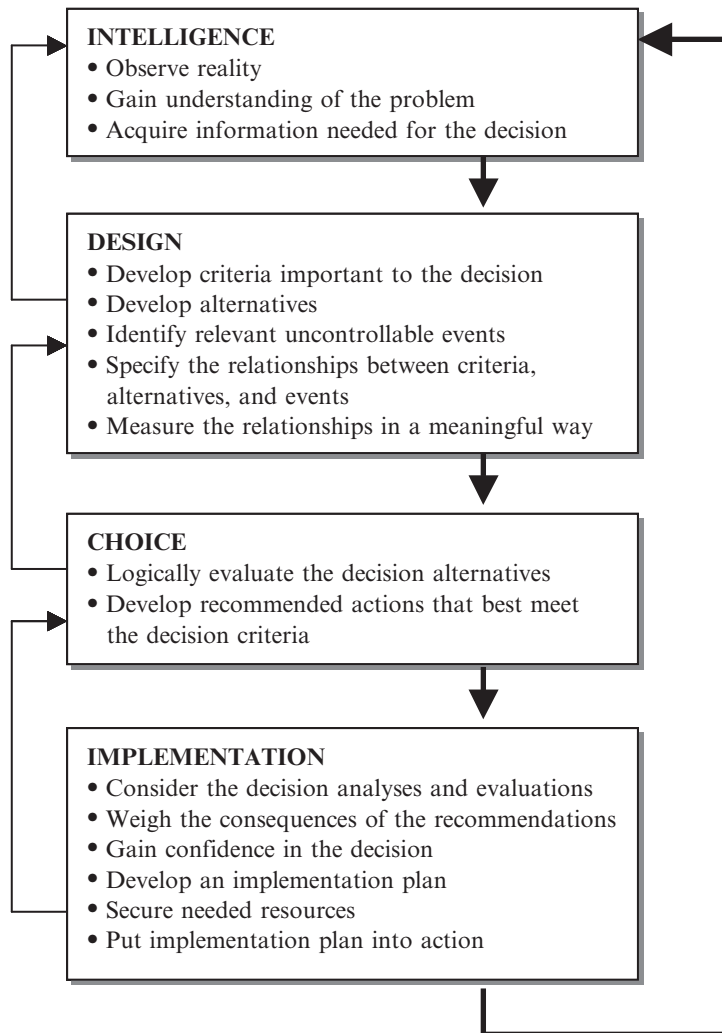 INTELLIGENCE
• Observe reality
• Gain understanding of the problem
• Acquire information needed for the decision
DESIGN
• Develop criteria important to the decision
• Develop alternatives
• Identify relevant uncontrollable events
• Specify the relationships between criteria,
alternatives, and events
• Measure the relationships in a meaningful way
CHOICE
• Logically evaluate the decision alternatives
• Develop recommended actions that best meet
the decision criteria
IMPLEMENTATION
• Consider the decision analyses and evaluations
• Weigh the consequences of the recommendations
• Gain confidence in the decision
• Develop an implementation plan
• Secure needed resources
• Put implementation plan into action